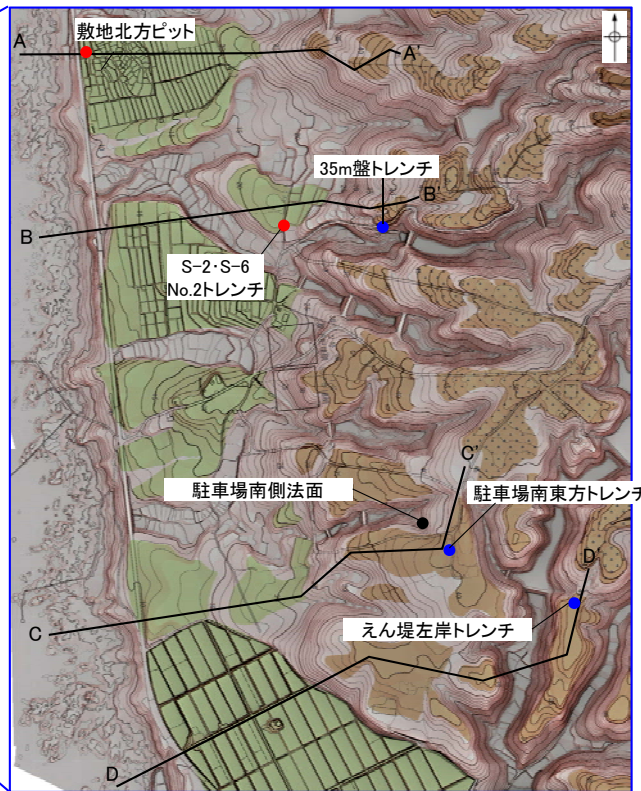 敷地北方ピット
A
A'
35m盤トレンチ
B'
B
S-2・S-6
No.2トレンチ
C'
駐車場南側法面
駐車場南東方トレンチ
D'
えん堤左岸トレンチ
C
D